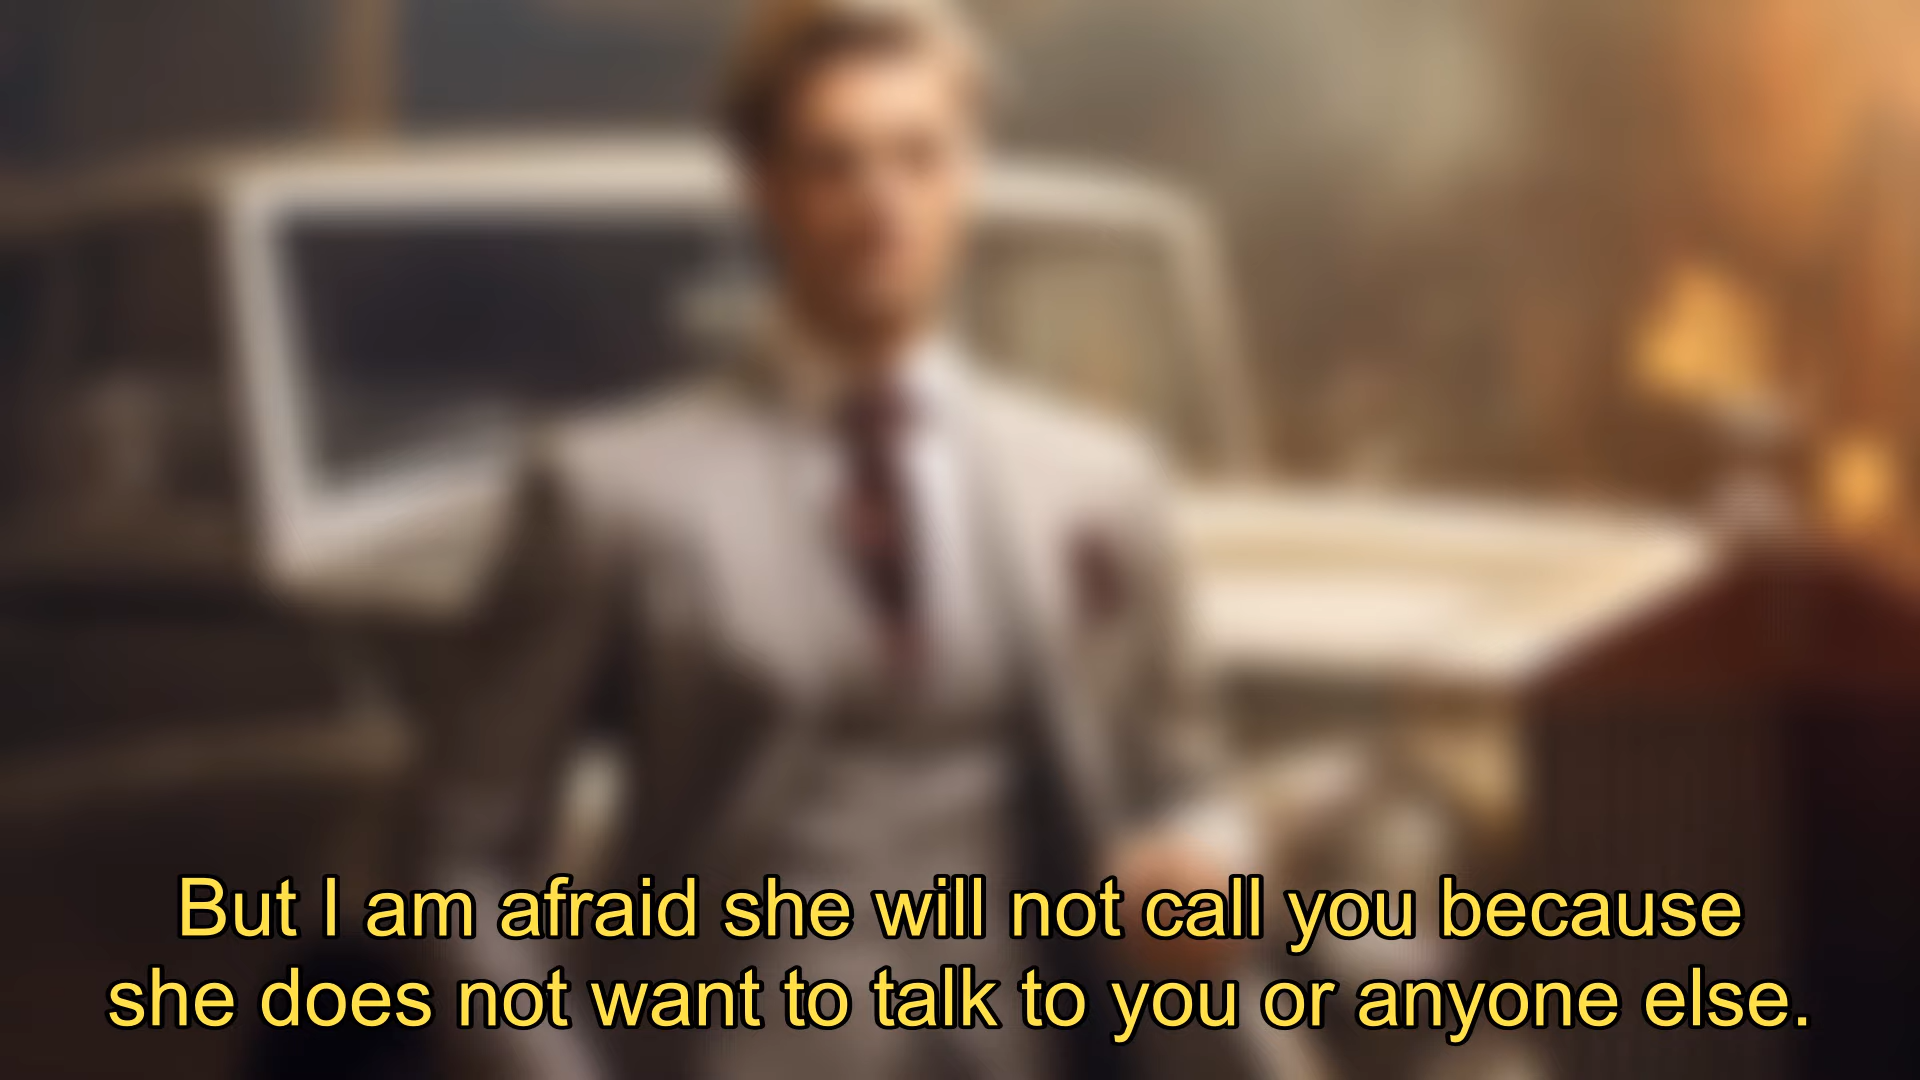 But I am afraid she will not call you because
she does not want to talk to you or anyone else.